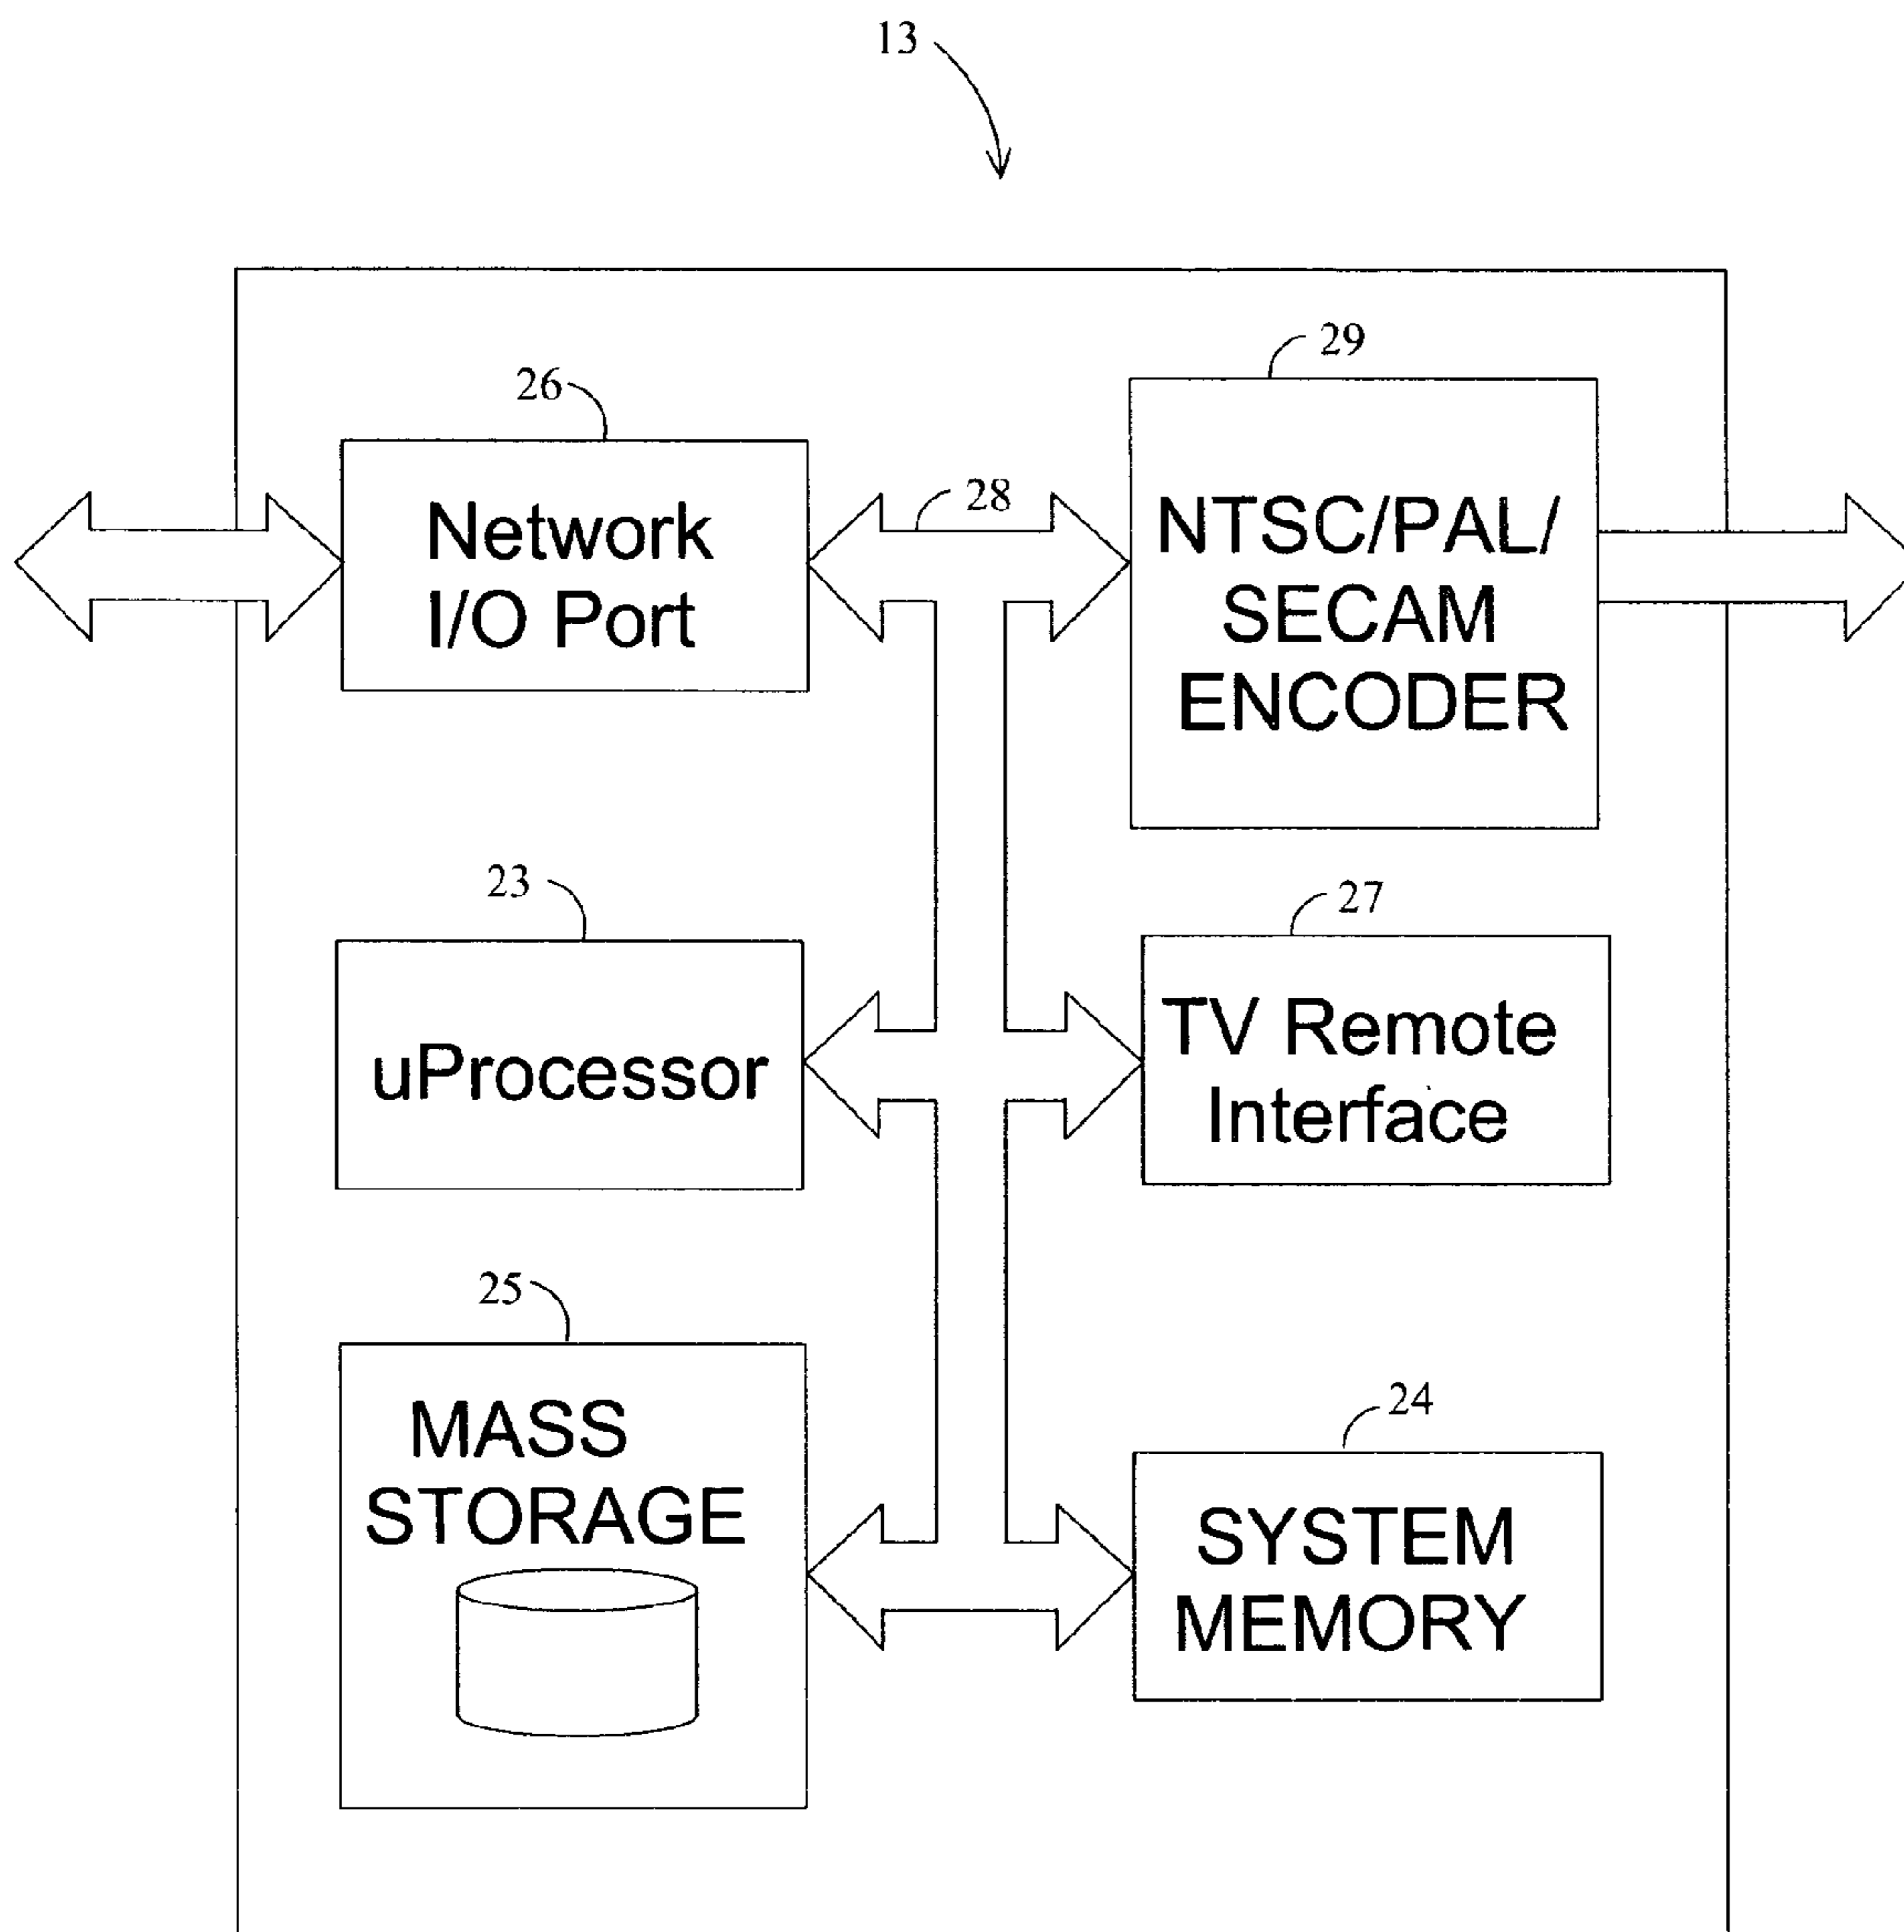 13
29
26
28
Network
I/O Port
NTSC/PAL/
SECAM
ENCODER
23
27
uProcessor
TV Remote
Interface
25
24
MASS
STORAGE
SYSTEM
MEMORY